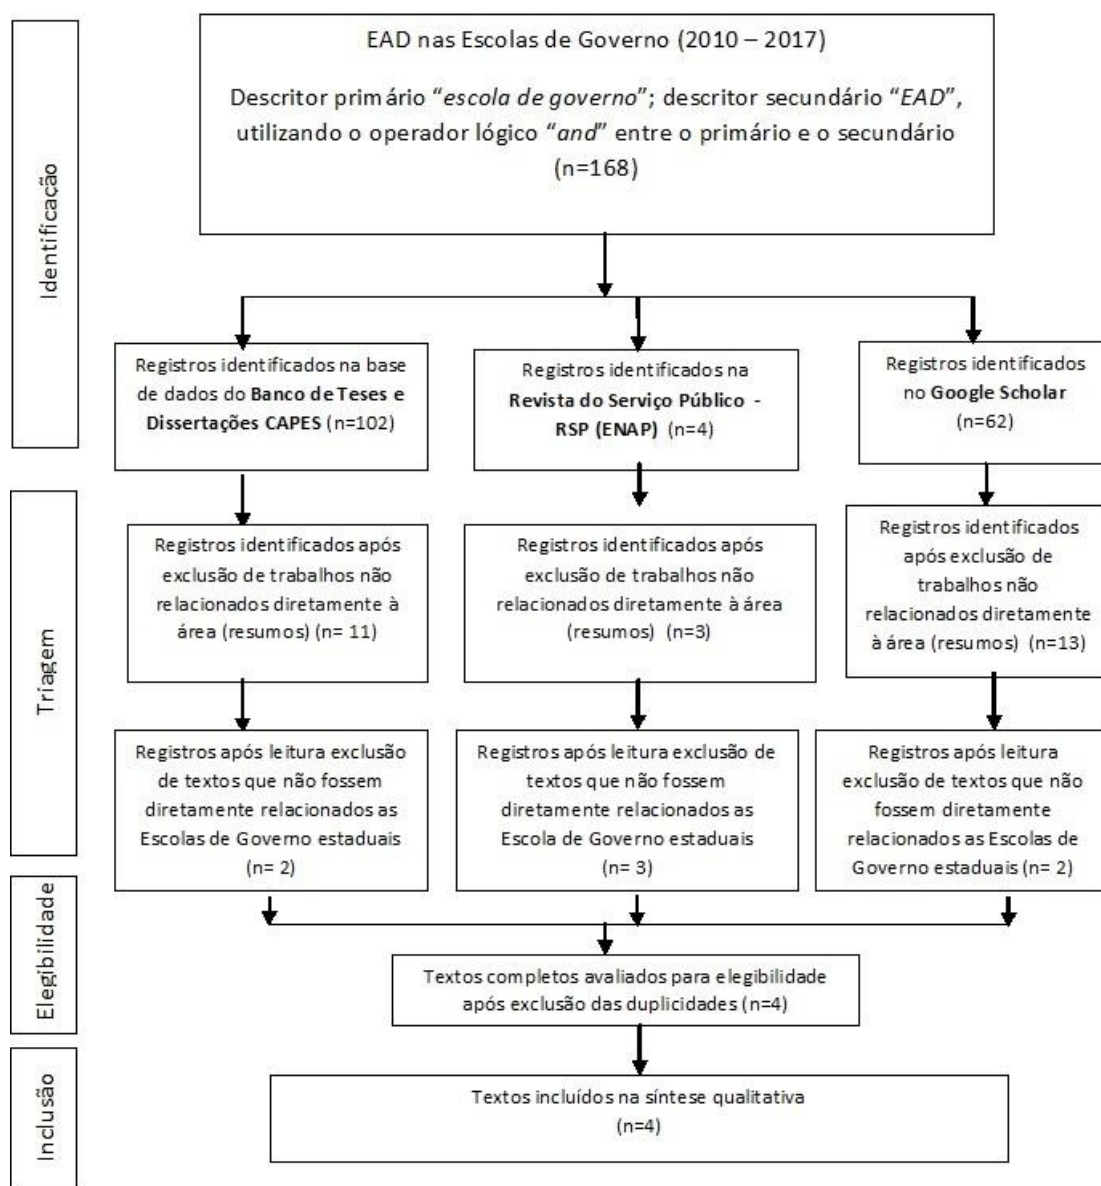 Identificação
EAD nas Escolas de Governo (2010 – 2017)
Descritor primário “escola de governo”; descritor secundário “EAD”,
utilizando o operador lógico “and” entre o primário e o secundário
(n=168)
Registros identificados na base
de dados do Banco de Teses e
Dissertações CAPES (n=102)
Registros identificados na
Revista do Serviço Público -
RSP (ENAP) (n=4)
Registros identificados
no Google Scholar
(n=62)
Triagem
Registros identificados após
exclusão de trabalhos não
relacionados diretamente à
área (resumos) (n= 11)
Registros identificados após
exclusão de trabalhos não
relacionados diretamente à área
(resumos) (n=3)
Registros identificados
após exclusão de
trabalhos não
relacionados diretamente
à área (resumos) (n=13)
Registros após leitura exclusão
de textos que não fossem
diretamente relacionados as
Escolas de Governo estaduais
(n= 2)
Registros após leitura exclusão de
textos que não fossem
diretamente relacionados as
Escola de Governo estaduais
(n= 3)
Registros após leitura
exclusão de textos que não
fossem diretamente
relacionados as Escolas de
Governo estaduais (n= 2)
Elegibilidade
Textos completos avaliados para elegibilidade
após exclusão das duplicidades (n=4)
Inclusão
Textos incluídos na síntese qualitativa
(n=4)